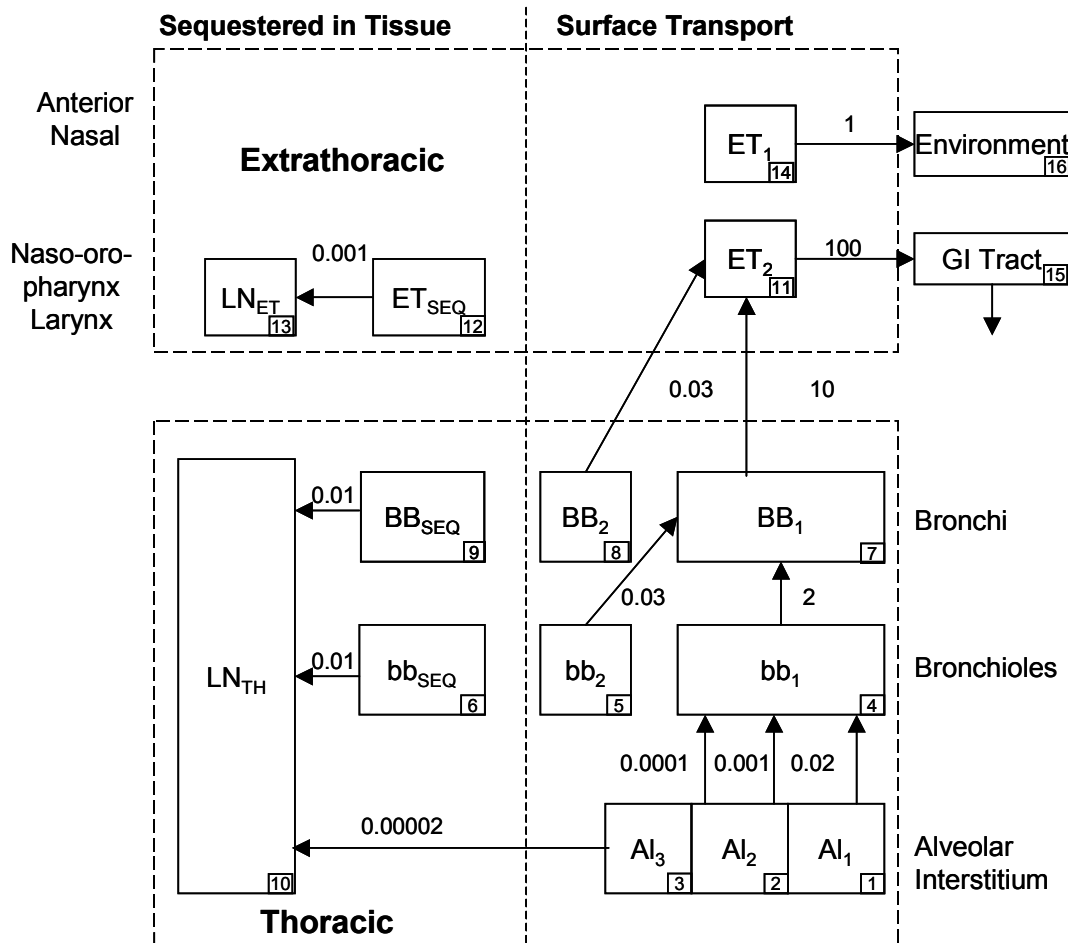 Sequestered in Tissue
Surface Transport
Anterior
Nasal
Extrathoracic
ET1
14
1
Environment
16
Naso-oro-
pharynx
Larynx
LNET
13
0.001
ETSEQ
12
ET2
11
100
GI Tract
15
0.03
10
LNTH
10
0.01
BBSEQ
9
BB2
8
BB1
7
Bronchi
0.03
2
0.01
bbSEQ
6
bb2
5
bb1
4
Bronchioles
0.0001
0.001
0.02
0.00002
AI3
3
AI2
2
AI1
1
Alveolar
Interstitium
Thoracic